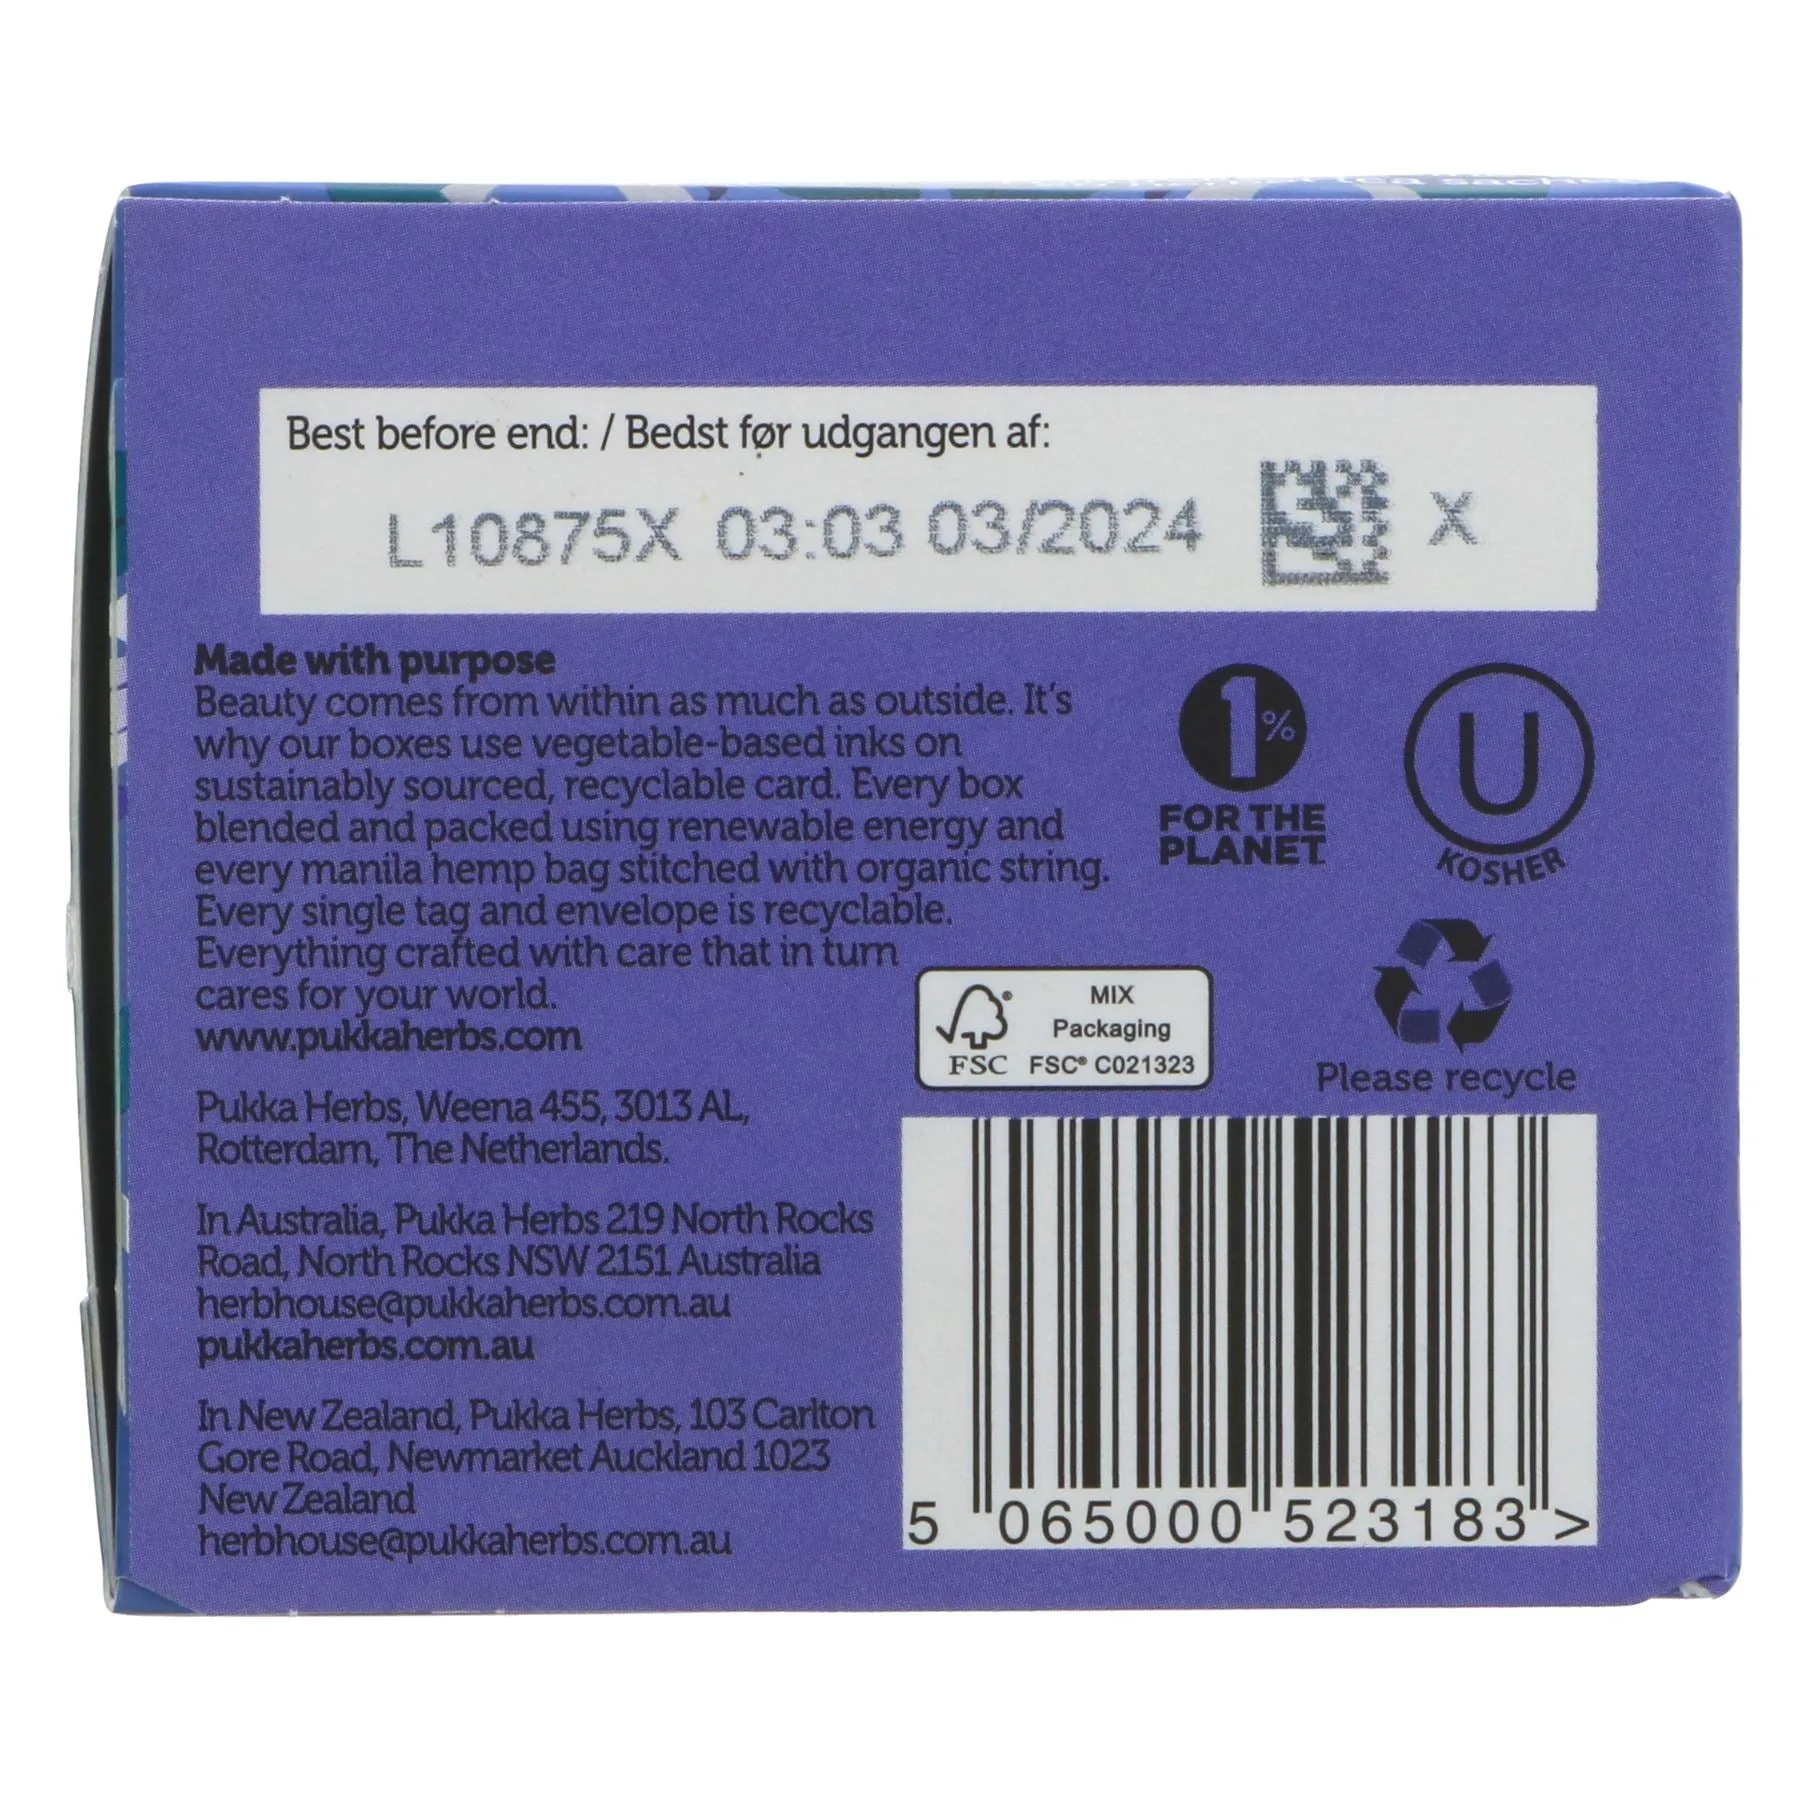 tea sachets
Best before end: / Bedst før udgangen af:
L10875X 03:03 03/2024 X
Made with purpose
Beauty comes from within as much as outside. It's
why our boxes use vegetable-based inks on
sustainably sourced, recyclable card. Every box
blended and packed using renewable energy and
every manila hemp bag stitched with organic string.
Every single tag and envelope is recyclable.
Everything crafted with care that in turn
cares for your world.
www.pukkaherbs.com
1%
FOR THE
PLANET
U
KOSHER
MIX
Packaging
FSC® FSC® C021323
Please recycle
Pukka Herbs, Weena 455, 3013 AL,
Rotterdam, The Netherlands.
In Australia, Pukka Herbs 219 North Rocks
Road, North Rocks NSW 2151 Australia
herbhouse@pukkaherbs.com.au
pukkaherbs.com.au
In New Zealand, Pukka Herbs, 103 Carlton
Gore Road, Newmarket Auckland 1023
New Zealand
herbhouse@pukkaherbs.com.au
5 065000 523183 >